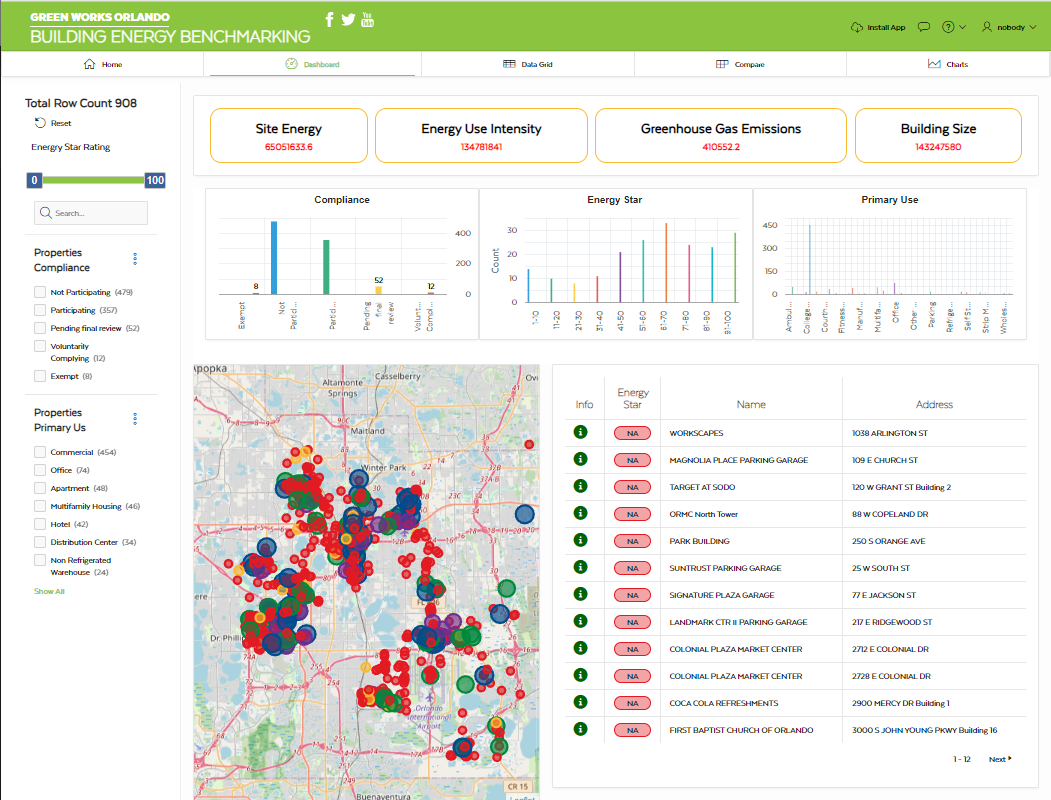 GREEN WORKS ORLANDO
BUILDING ENERGY BENCHMARKING
You Tube
Install App
nobody
Home
Dashboard
Data Grid
Compare
Charts
Total Row Count 908
Reset
Energy Star Rating
0
100
Search...
Properties
Compliance
Not Participating (479)
Participating (357)
Pending final review (52)
Voluntarily
Complying (12)
Exempt (8)
Properties
Primary Us
Commercial (454)
Office (74)
Apartment (48)
Multifamily Housing (46)
Hotel (42)
Distribution Center (34)
Non Refrigerated
Warehouse (24)
Show All
Site Energy
65051633.6
Energy Use Intensity
134781841
Greenhouse Gas Emissions
410552.2
Building Size
143247580
Compliance
400
200
0
8
52
12
Exempt
Not
Partici...
Partici...
Pending
final
review
Volunt...
Compl...
Energy Star
Count
30
20
10
0
1-10
11-20
21-30
31-40
41-50
51-60
61-70
71-80
81-90
91-100
Primary Use
450
300
150
0
Ambul...
College...
Courth...
Fitness...
Manuf...
Multifa...
Office
Other ...
Parking
Refrige...
Self St...
Strip M...
Wholes...
Apopka
Altamonte
Springs
Casselberry
Ovi
Maitland
Winter Park
Dr. Phillip
Orlando
International
Airport
Buenaventura
CR 15
Leaflet
Info
Energy
Star
Name
Address
NA WORKSCAPES 1038 ARLINGTON ST
NA MAGNOLIA PLACE PARKING GARAGE 109 E CHURCH ST
NA TARGET AT SODO 120 W GRANT ST Building 2
NA ORMC North Tower 88 W COPELAND DR
NA PARK BUILDING 250 S ORANGE AVE
NA SUNTRUST PARKING GARAGE 25 W SOUTH ST
NA SIGNATURE PLAZA GARAGE 77 E JACKSON ST
NA LANDMARK CTR II PARKING GARAGE 217 E RIDGEWOOD ST
NA COLONIAL PLAZA MARKET CENTER 2712 E COLONIAL DR
NA COLONIAL PLAZA MARKET CENTER 2728 E COLONIAL DR
NA COCA COLA REFRESHMENTS 2900 MERCY DR Building 1
NA FIRST BAPTIST CHURCH OF ORLANDO 3000 S JOHN YOUNG PKWY Building 16
1 - 12 Next